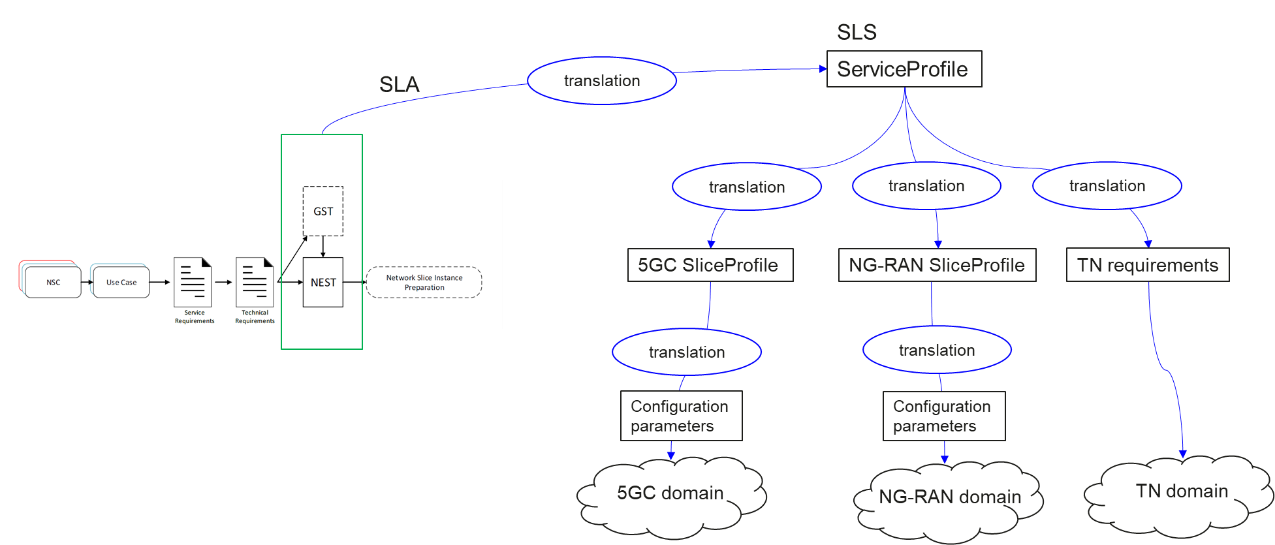 SLS
ServiceProfile
SLA
translation
translation
translation
translation
GST
5GC SliceProfile
NG-RAN SliceProfile
TN requirements
NSC
Use Case
NEST
Network Slice Instance
Preparation
Service
Requirements
Technical
Requirements
translation
translation
Configuration
parameters
Configuration
parameters
5GC domain
NG-RAN domain
TN domain